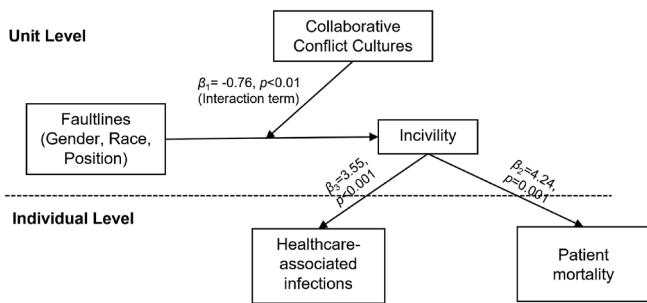 Unit Level
Collaborative
Conflict Cultures
β1= -0.76, p<0.01
(Interaction term)
Faultlines
(Gender, Race,
Position)
Incivility
β3=3.55,
p<0.001
β2=4.24,
p=0.001
Individual Level
Healthcare-
associated
infections
Patient
mortality